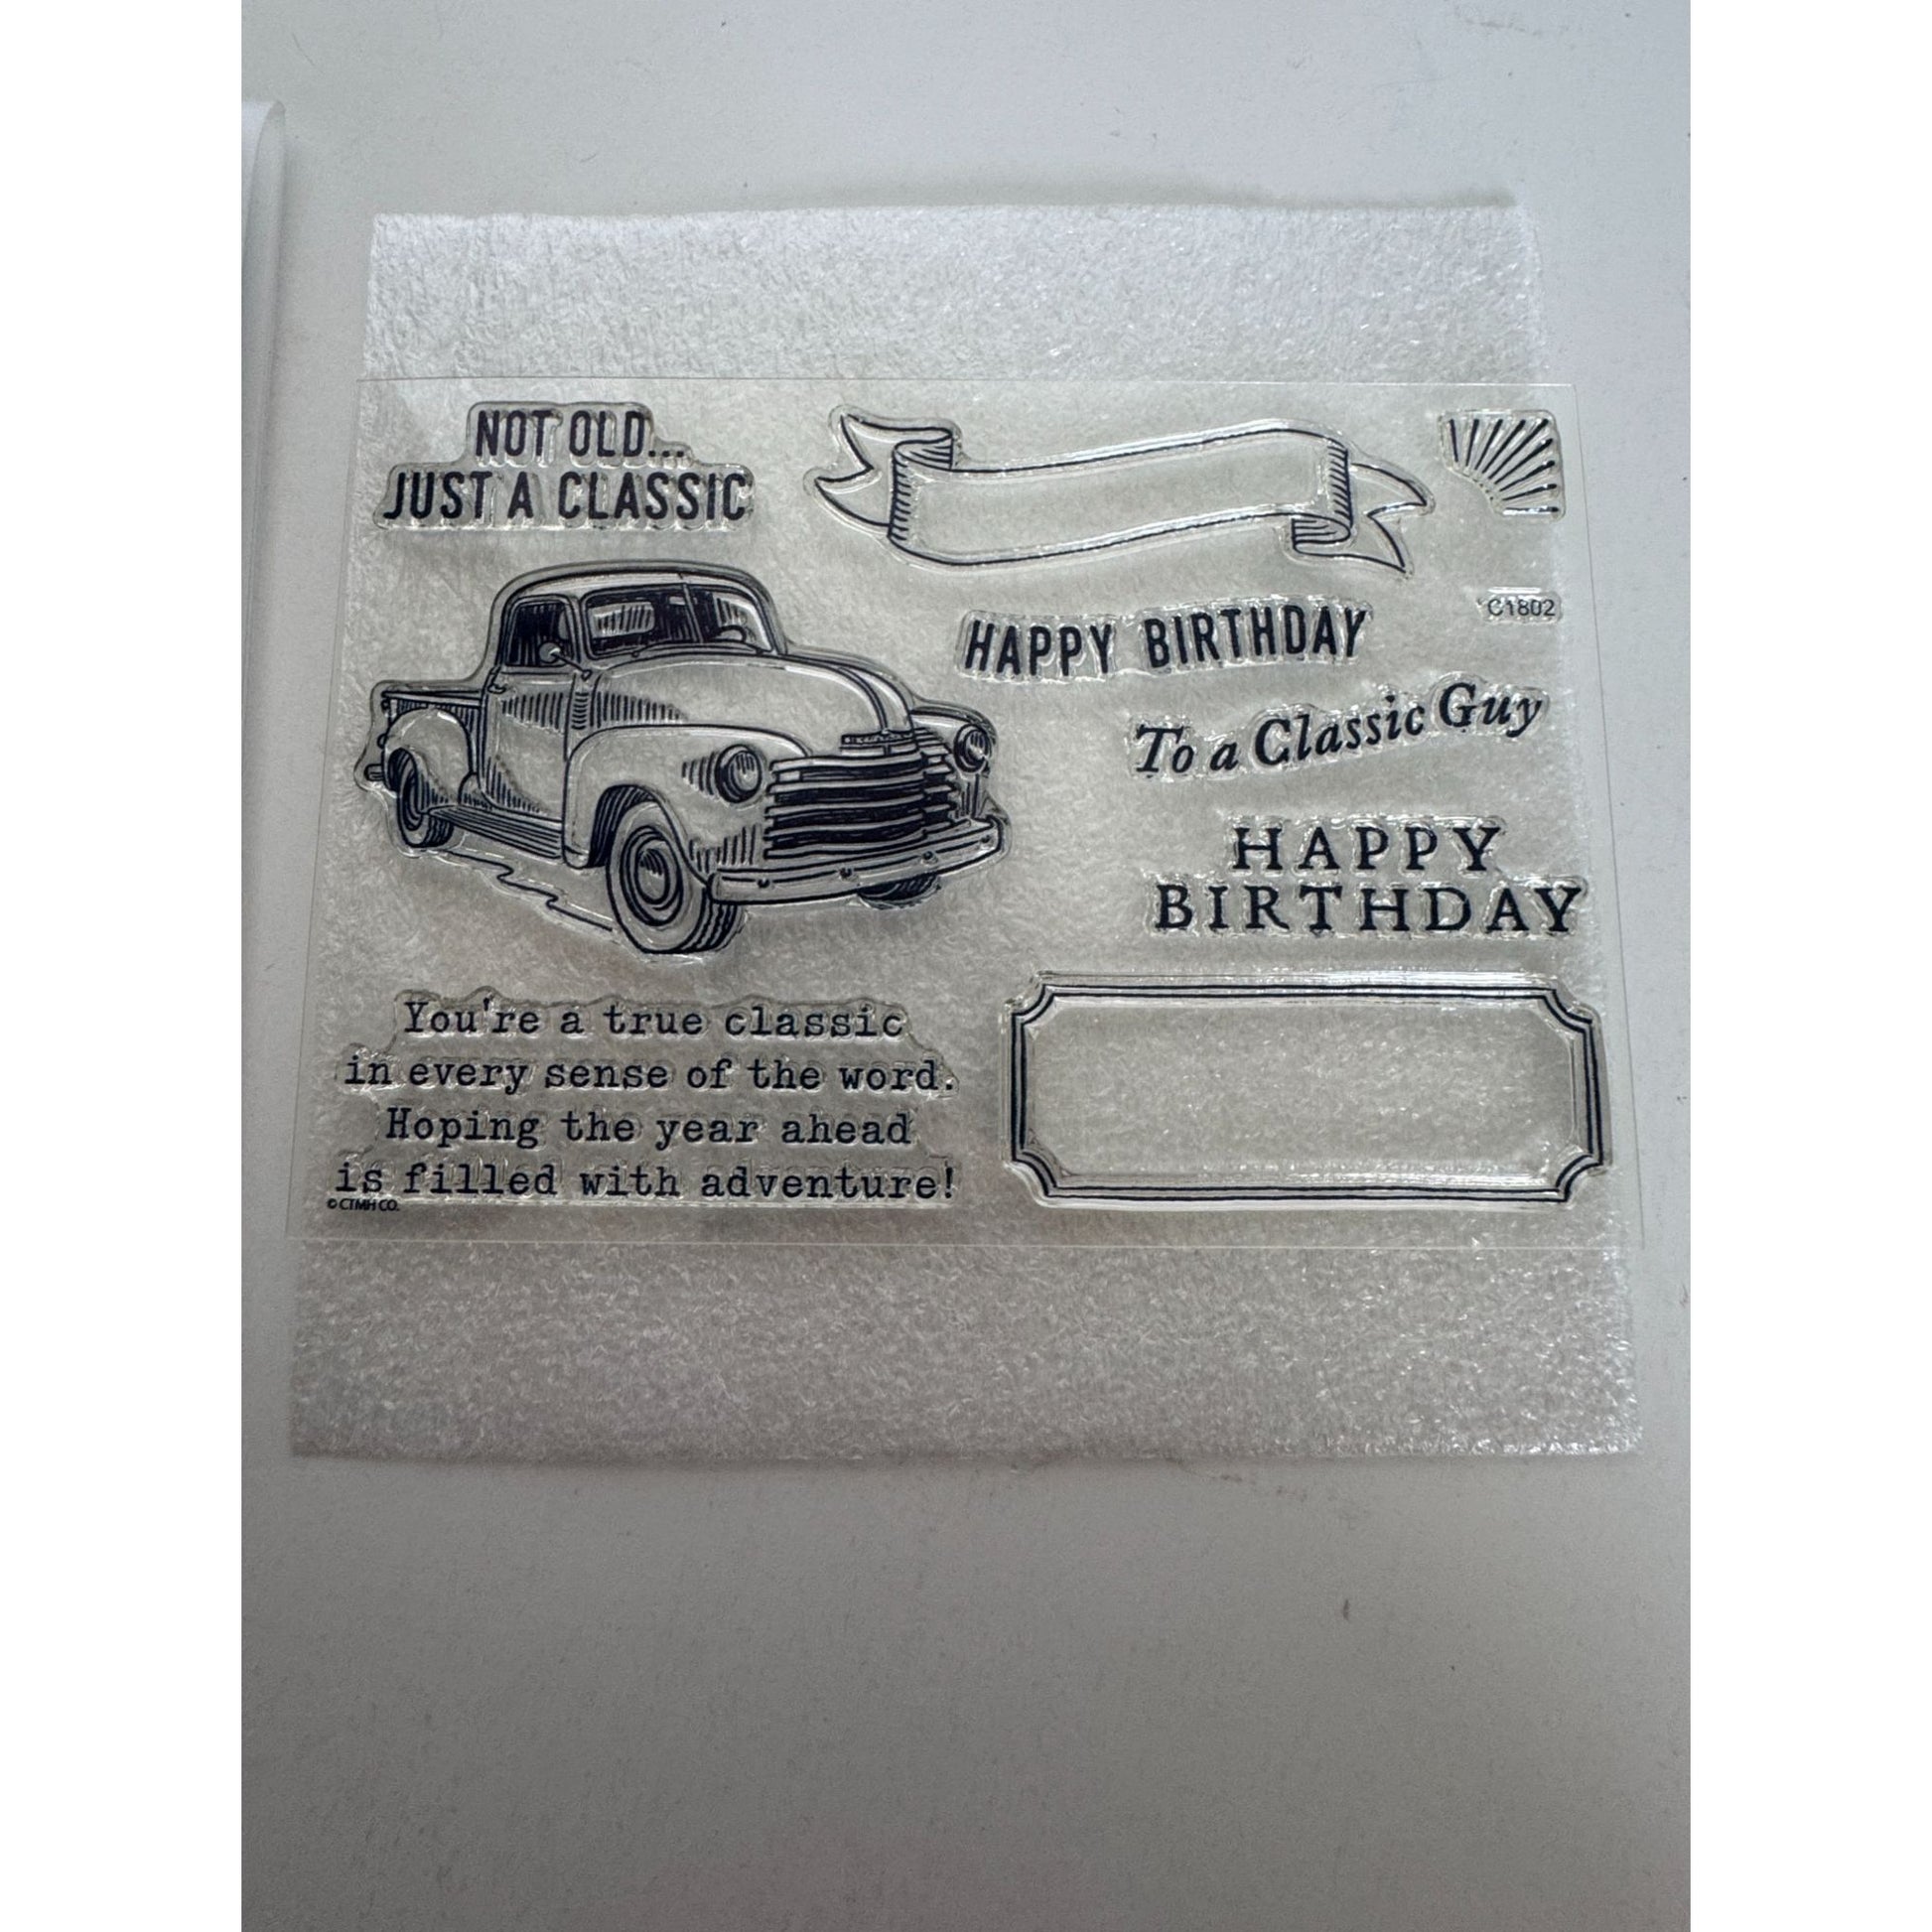 NOT OLD...
JUST A CLASSIC
C1802
HAPPY BIRTHDAY
To a Classic Guy
HAPPY
BIRTHDAY
You're a true classic
in every sense of the word.
Hoping the year ahead
is filled with adventure!
© CTMH CO.